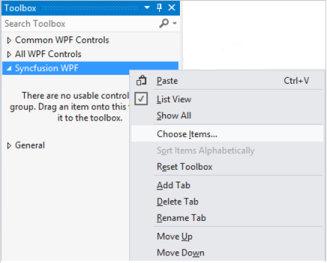 Toolbox
Search Toolbox
Common WPF Controls
All WPF Controls
Syncfusion WPF
There are no usable control
group. Drag an item onto this
it to the toolbox.
General
Paste Ctrl+V
List View
Show All
Choose Items...
Sort Items Alphabetically
Reset Toolbox
Add Tab
Delete Tab
Rename Tab
Move Up
Move Down